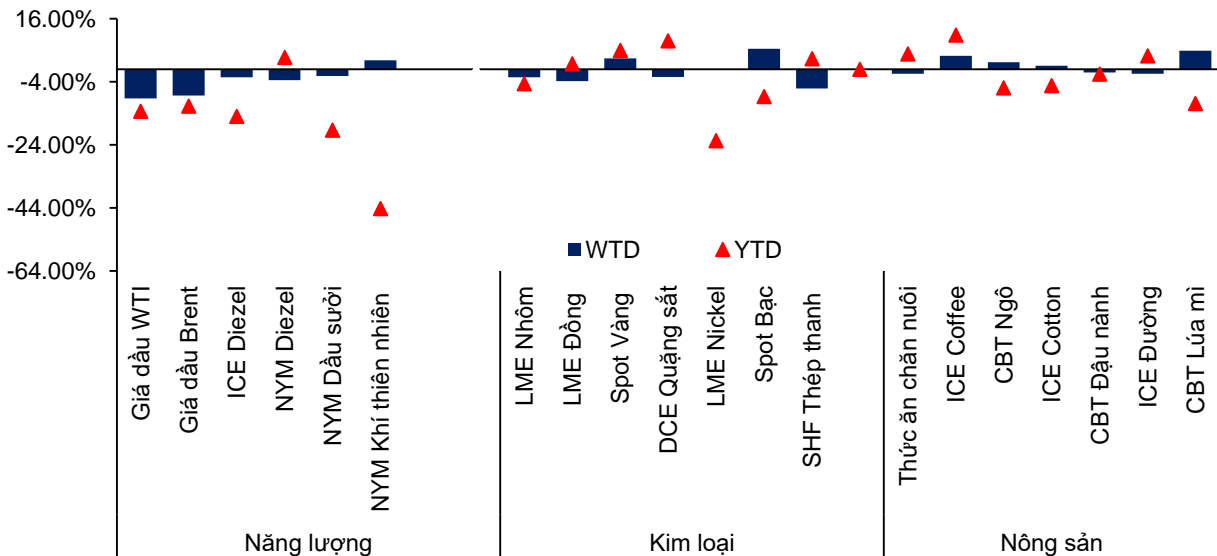 16.00%
-4.00%
-24.00%
-44.00%
-64.00%
WTD
YTD
Giá dầu WTI
Giá dầu Brent
ICE Diezel
NYM Diezel
NYM Dầu sưởi
NYM Khí thiên nhiên
LME Nhôm
LME Đồng
Spot Vàng
DCE Quặng sắt
LME Nickel
Spot Bạc
SHF Thép thanh
Thức ăn chăn nuôi
ICE Coffee
CBT Ngô
ICE Cotton
CBT Đậu nành
ICE Đường
CBT Lúa mì
Năng lượng
Kim loại
Nông sản